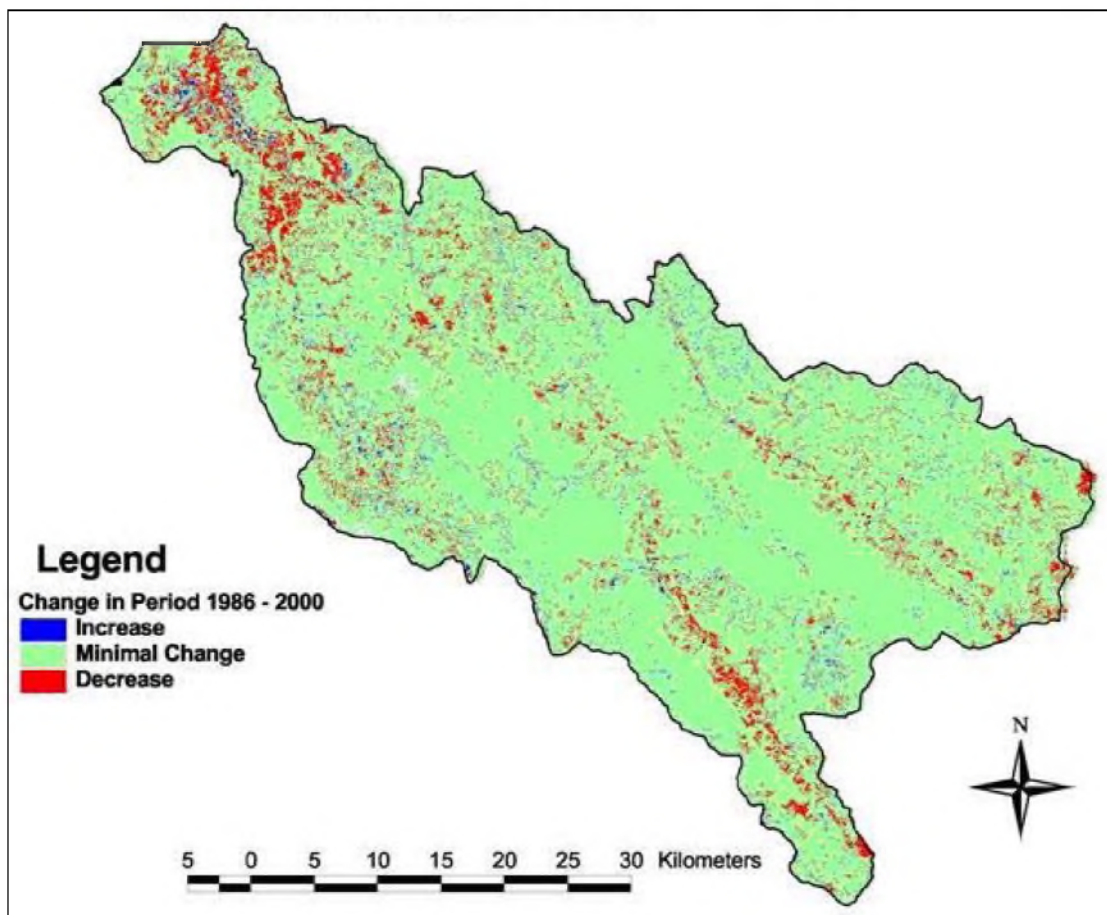 Legend
Change in Period 1986 - 2000
Increase
Minimal Change
Decrease
N
5 0 5 10 15 20 25 30 Kilometers